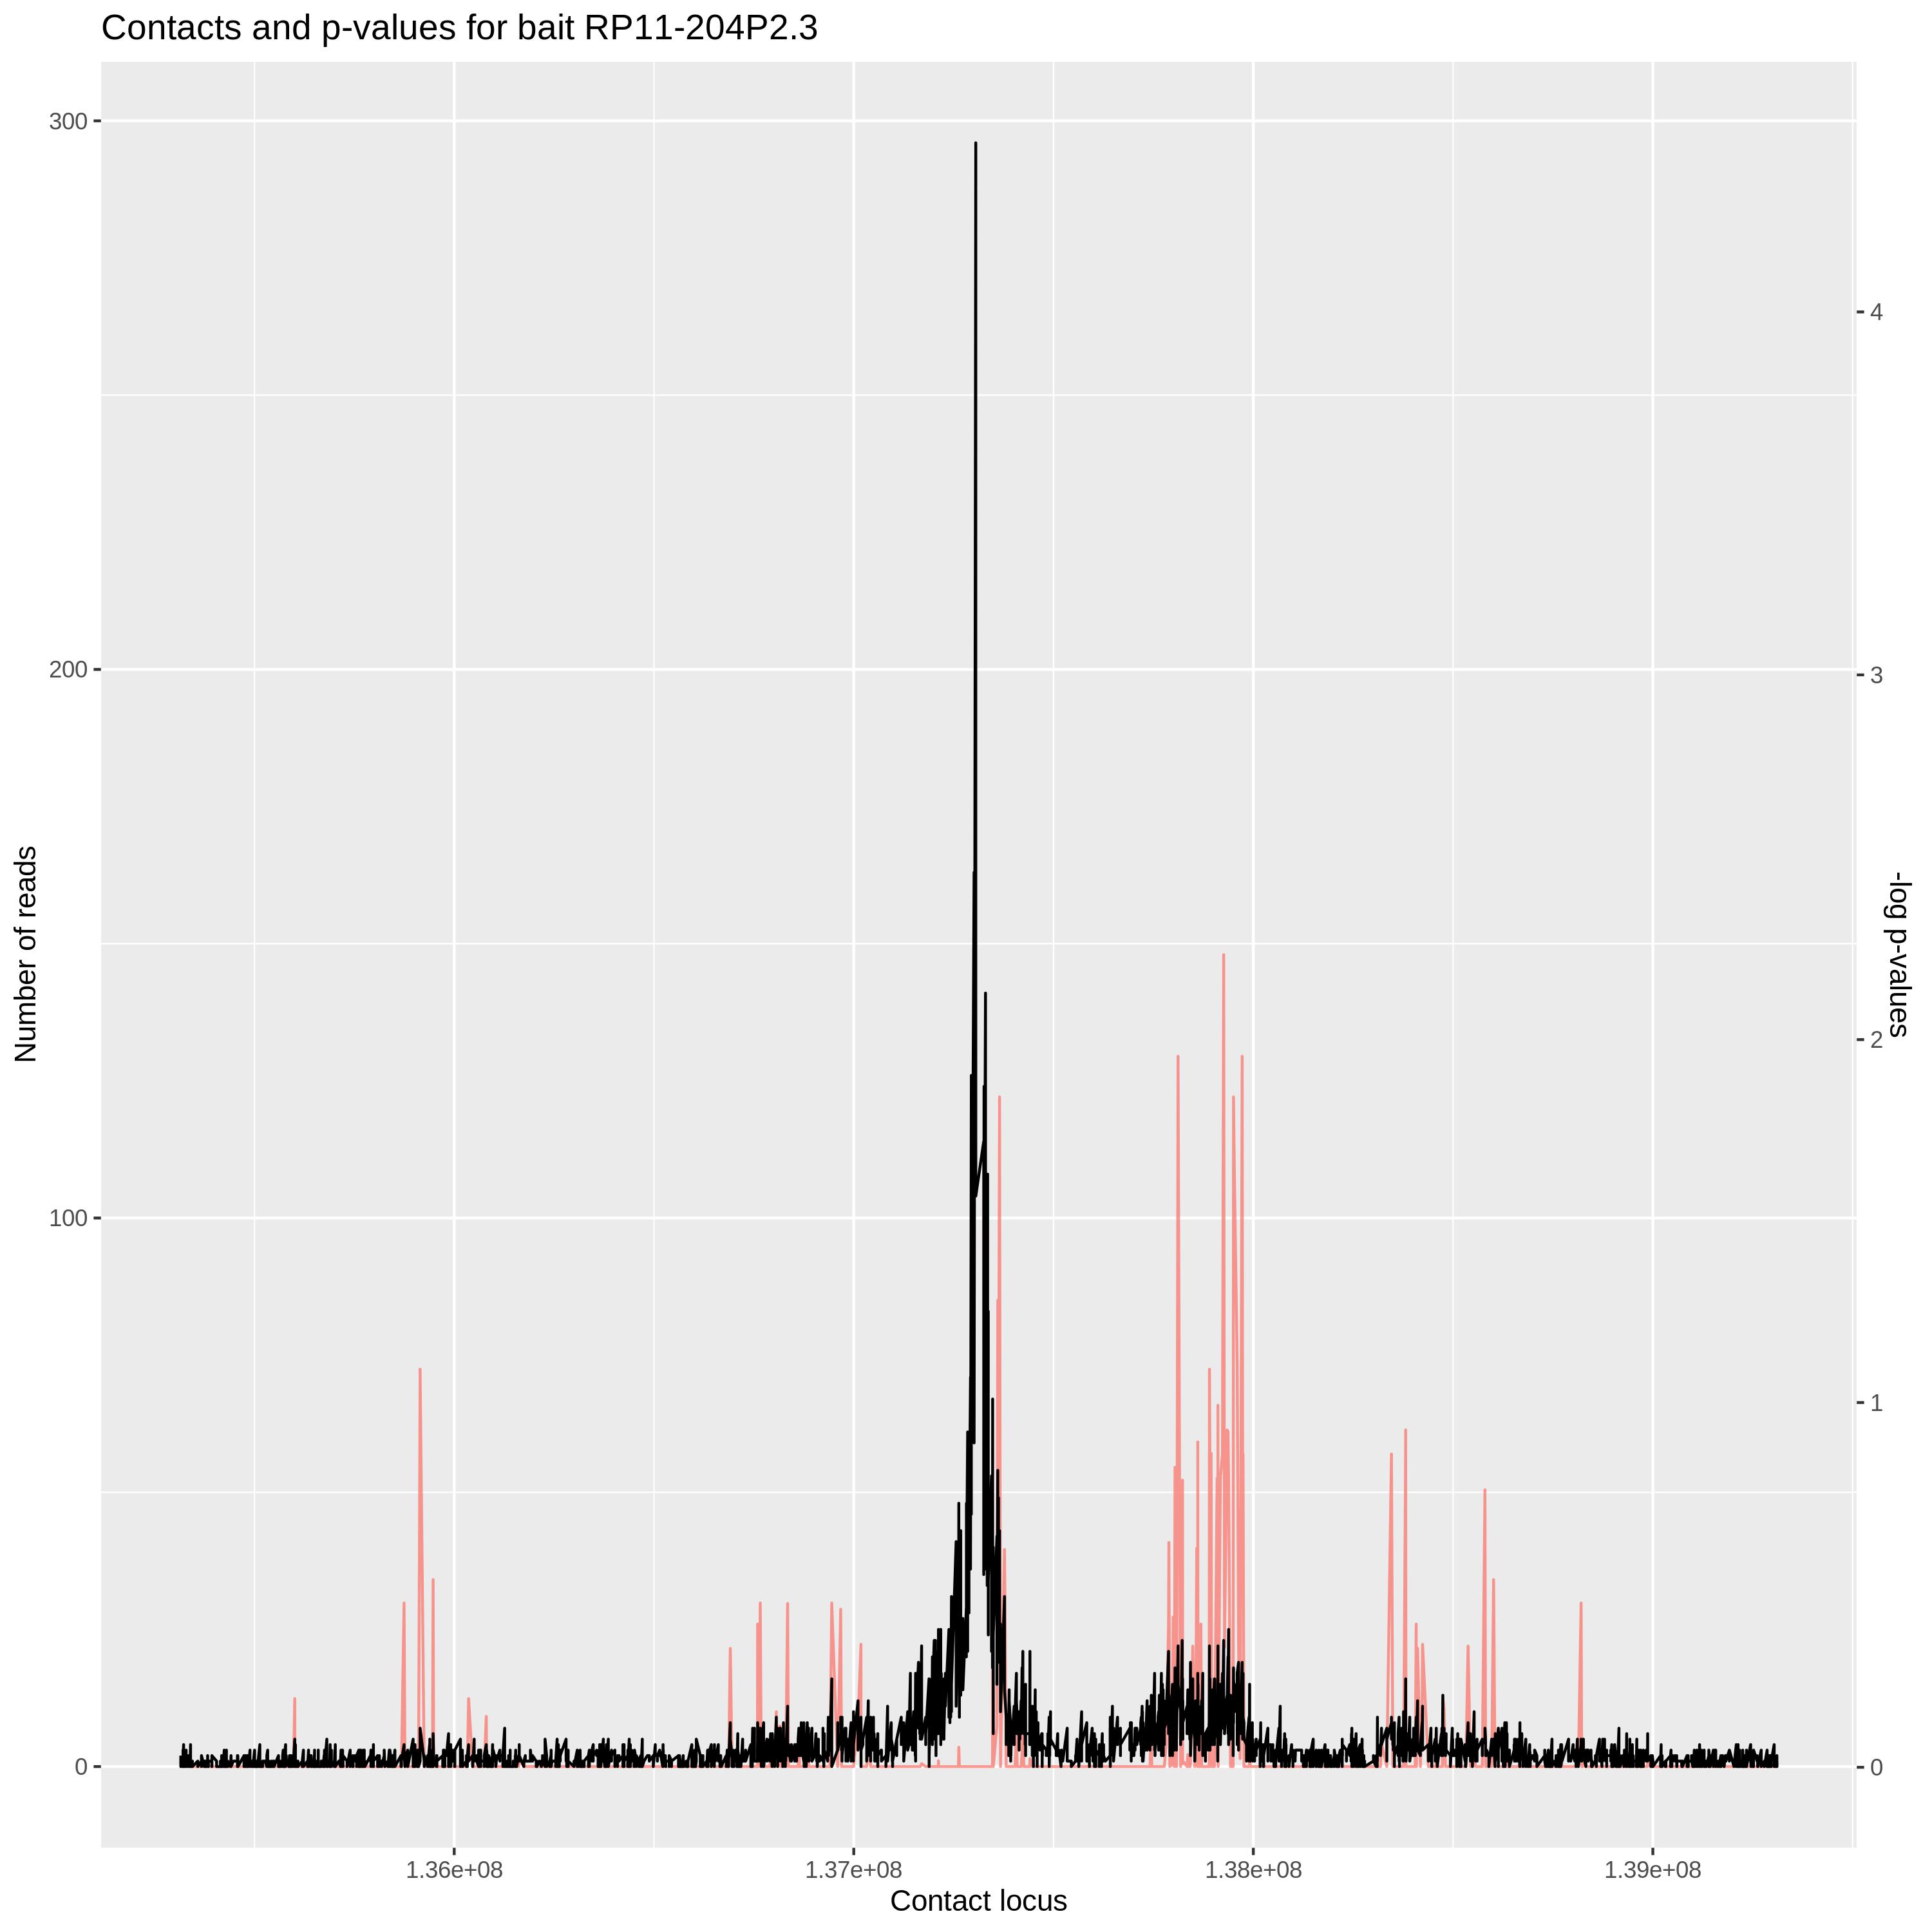 Contacts and p-values for bait RP11-204P2.3
300
200
100
0
Number of reads
4
3
2
1
0
-log p-values
1.36e+08
1.37e+08
1.38e+08
1.39e+08
Contact locus